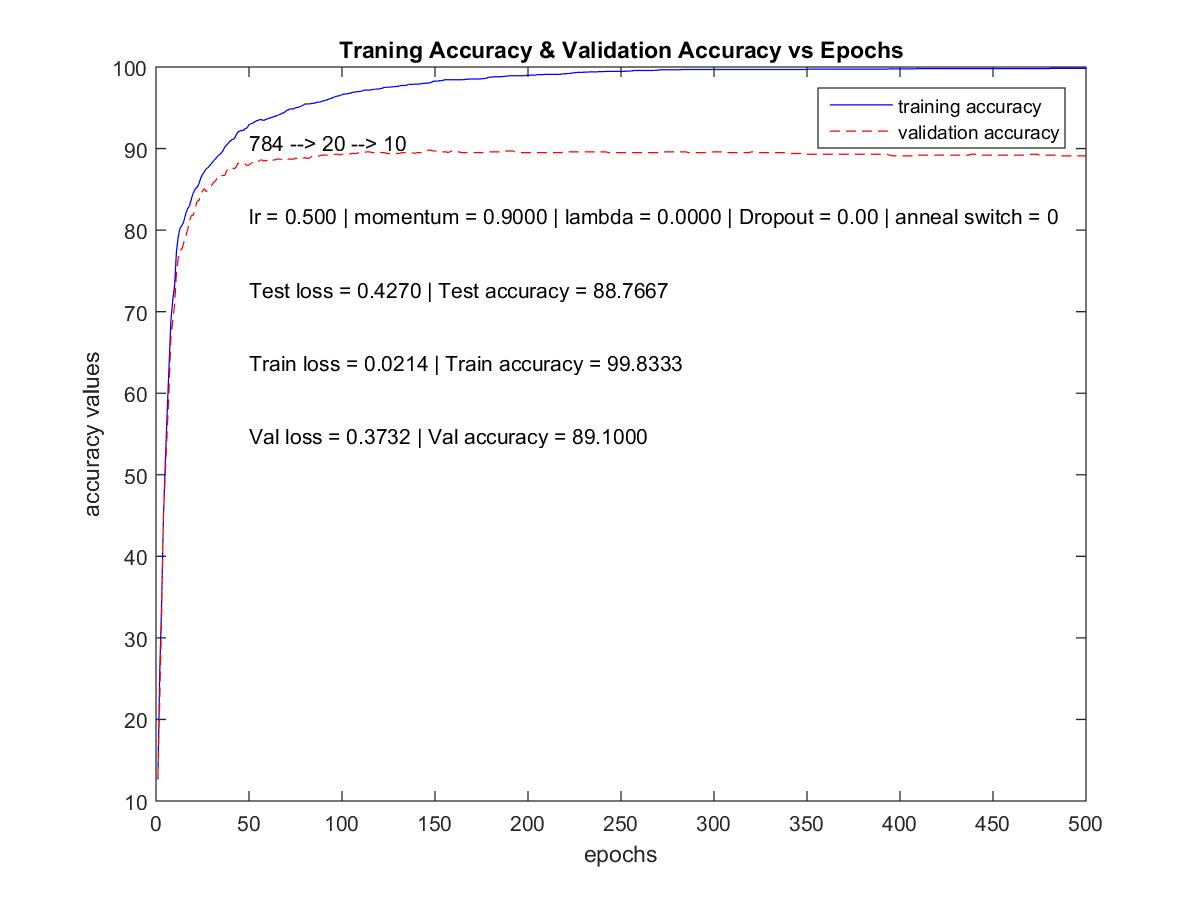 Traning Accuracy & Validation Accuracy vs Epochs
100
90
80
70
60
50
40
30
20
10
accuracy values
training accuracy
validation accuracy
784 --> 20 --> 10
lr = 0.500 | momentum = 0.9000 | lambda = 0.0000 | Dropout = 0.00 | anneal switch = 0
Test loss = 0.4270 | Test accuracy = 88.7667
Train loss = 0.0214 | Train accuracy = 99.8333
Val loss = 0.3732 | Val accuracy = 89.1000
0 50 100 150 200 250 300 350 400 450 500
epochs